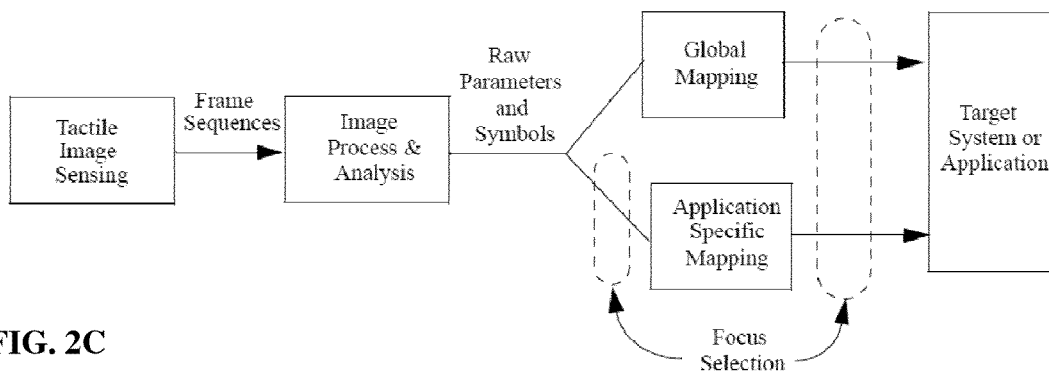 Tactile
Image
Sensing
Frame
Sequences
Image
Process &
Analysis
Raw
Parameters
and
Symbols
Global
Mapping
Application
Specific
Mapping
Target
System or
Application
Focus
Selection
FIG. 2C